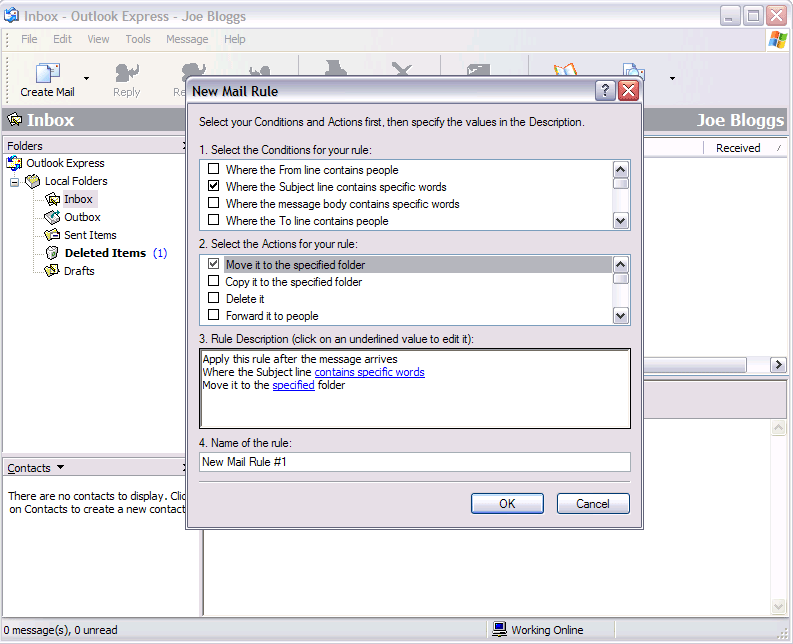 Inbox - Outlook Express - Joe Bloggs
File Edit View Tools Message Help
Create Mail Reply
New Mail Rule
Inbox Joe Bloggs
Select your Conditions and Actions first, then specify the values in the Description.
Folders
Received
Outlook Express
Local Folders
Inbox
Outbox
Sent Items
Deleted Items (1)
Drafts
1. Select the Conditions for your rule:
Where the From line contains people
Where the Subject line contains specific words
Where the message body contains specific words
Where the To line contains people
2. Select the Actions for your rule:
Move it to the specified folder
Copy it to the specified folder
Delete it
Forward it to people
3. Rule Description (click on an underlined value to edit it):
Apply this rule after the message arrives
Where the Subject line contains specific words
Move it to the specified folder
4. Name of the rule:
New Mail Rule #1
OK Cancel
Contacts
There are no contacts to display.
on Contacts to create a new contact
0 message(s), 0 unread
Working Online